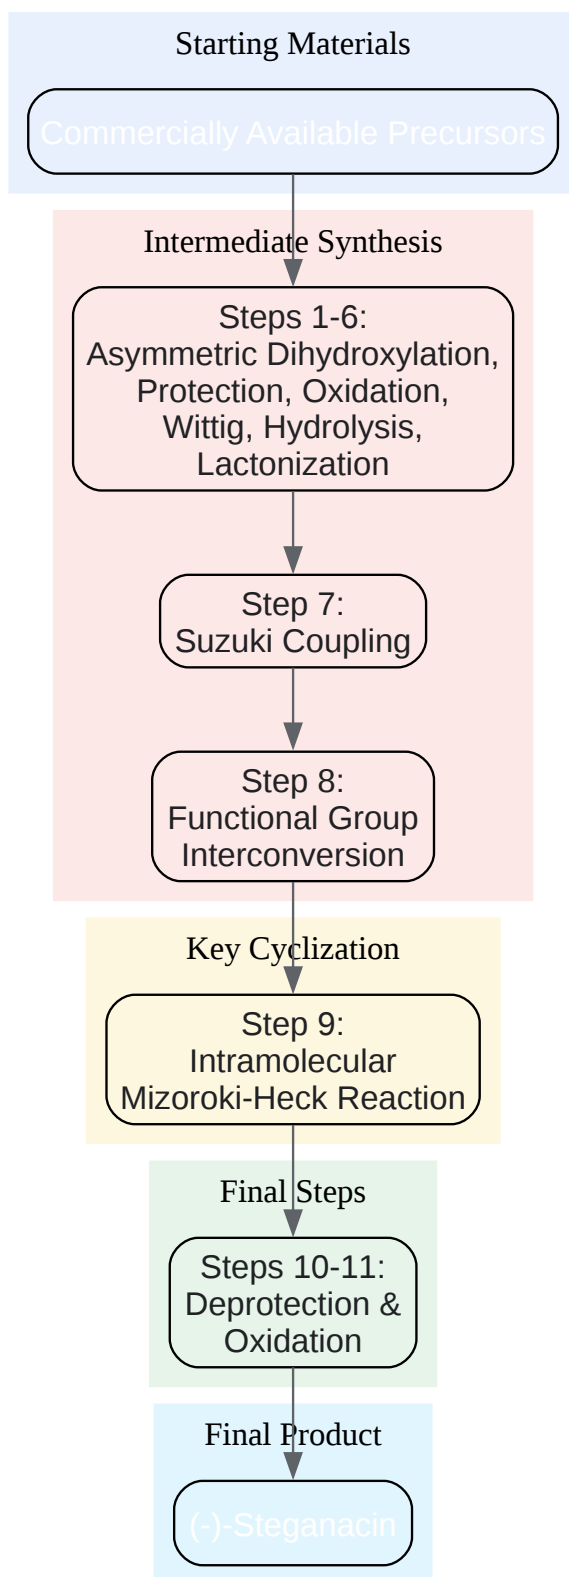 Starting Materials
Commercially Available Precursors
Intermediate Synthesis
Steps 1-6:
Asymmetric Dihydroxylation,
Protection, Oxidation,
Wittig, Hydrolysis,
Lactonization
Step 7:
Suzuki Coupling
Step 8:
Functional Group
Interconversion
Key Cyclization
Step 9:
Intramolecular
Mizoroki-Heck Reaction
Final Steps
Steps 10-11:
Deprotection &
Oxidation
Final Product
(-)-Steganacin